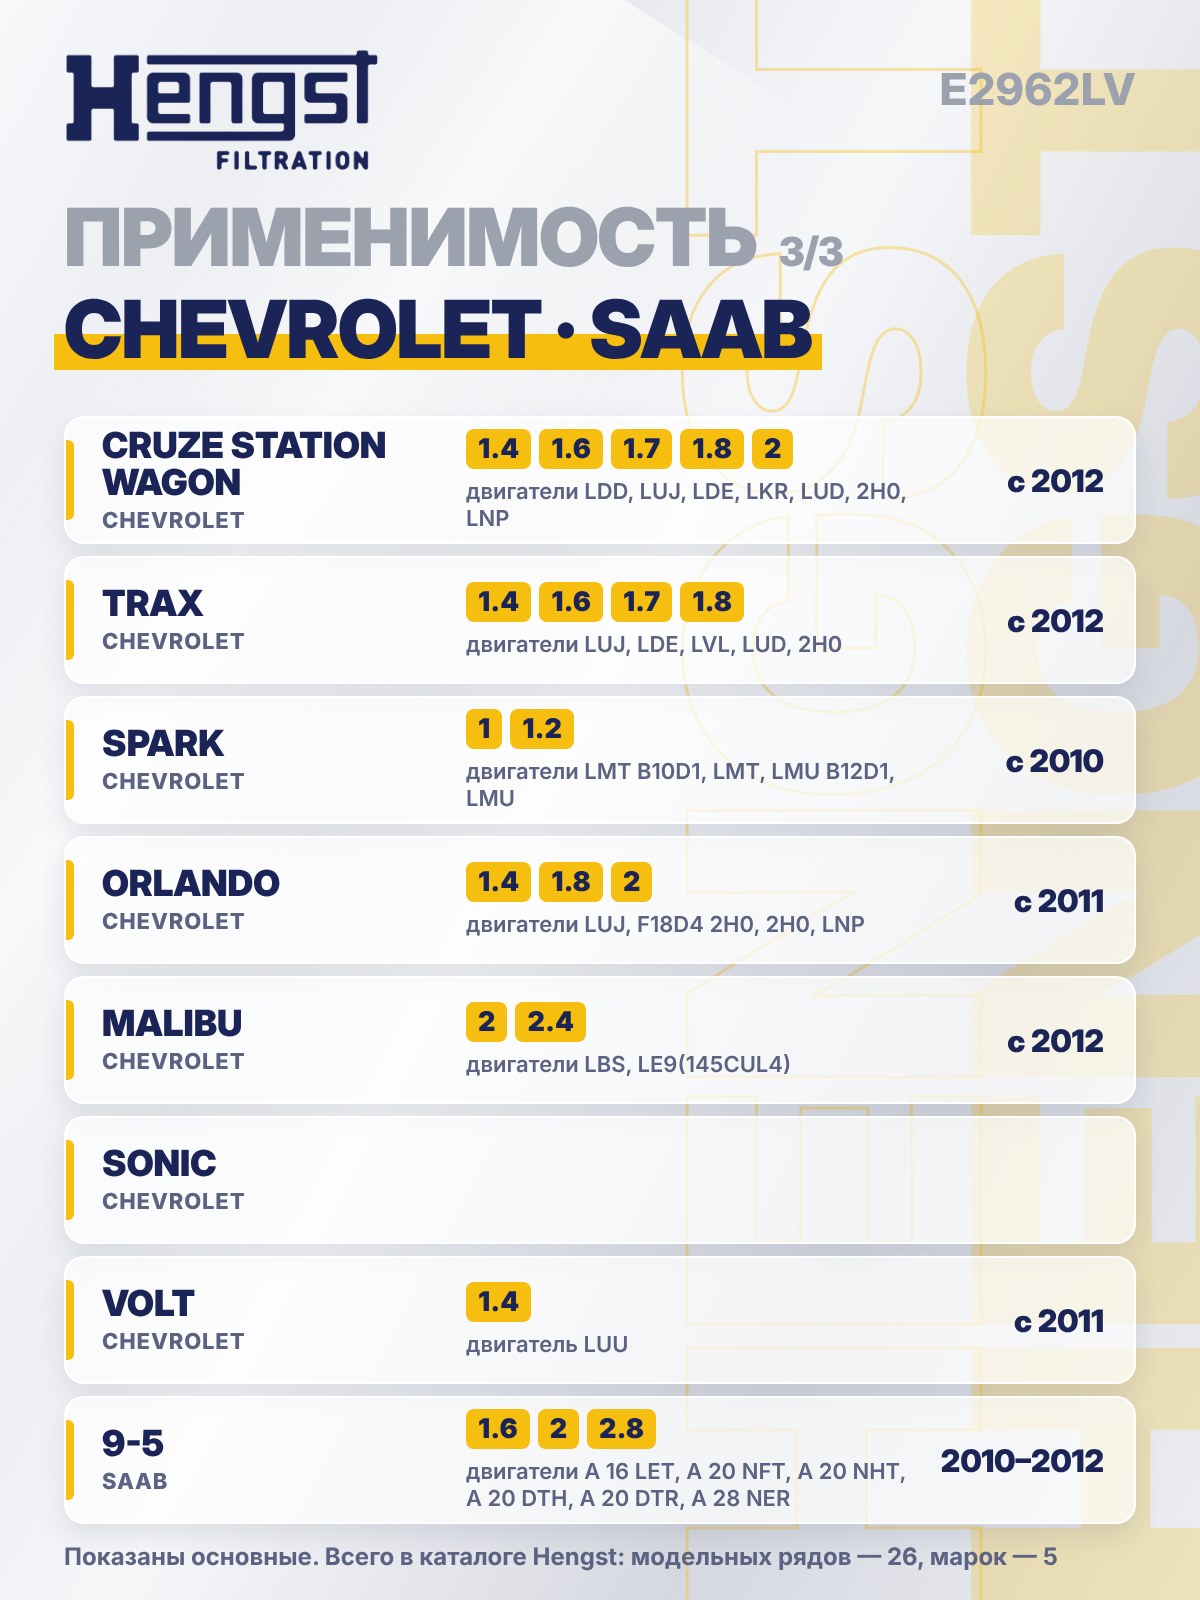 Hengst
FILTRATION
E2962LV
ПРИМЕНИМОСТЬ 3/3
CHEVROLET · SAAB
CRUZE STATION
WAGON
CHEVROLET
1.4 1.6 1.7 1.8 2
двигатели LDD, LUJ, LDE, LKR, LUD, 2H0,
LNP
с 2012
TRAX
CHEVROLET
1.4 1.6 1.7 1.8
двигатели LUJ, LDE, LVL, LUD, 2H0
с 2012
SPARK
CHEVROLET
1 1.2
двигатели LMT B10D1, LMT, LMU B12D1,
LMU
с 2010
ORLANDO
CHEVROLET
1.4 1.8 2
двигатели LUJ, F18D4 2H0, 2H0, LNP
с 2011
MALIBU
CHEVROLET
2 2.4
двигатели LBS, LE9(145CUL4)
с 2012
SONIC
CHEVROLET
VOLT
CHEVROLET
1.4
двигатель LUU
с 2011
9-5
SAAB
1.6 2 2.8
двигатели A 16 LET, A 20 NFT, A 20 NHT,
A 20 DTH, A 20 DTR, A 28 NER
2010–2012
Показаны основные. Всего в каталоге Hengst: модельных рядов — 26, марок — 5
HENGST
HENGST